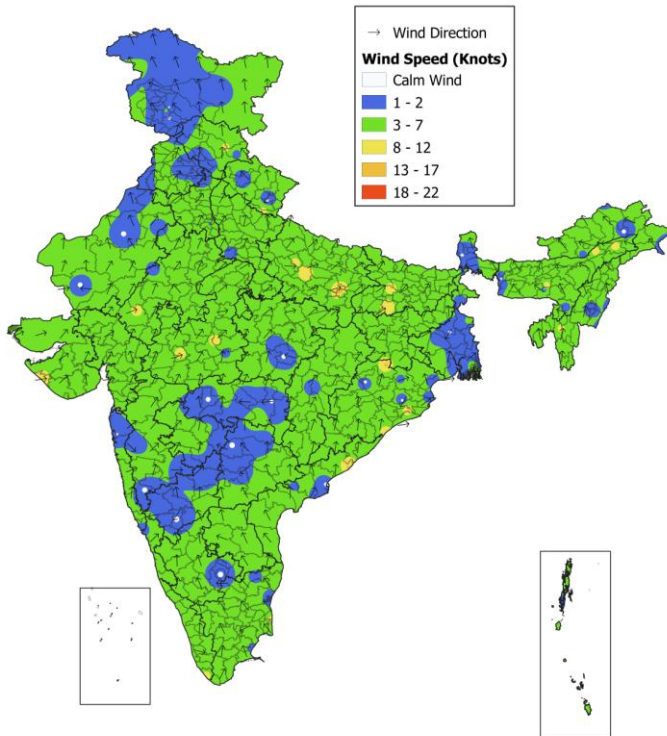 Wind Direction
Wind Speed (Knots)
Calm Wind
1 - 2
3 - 7
8 - 12
13 - 17
18 - 22